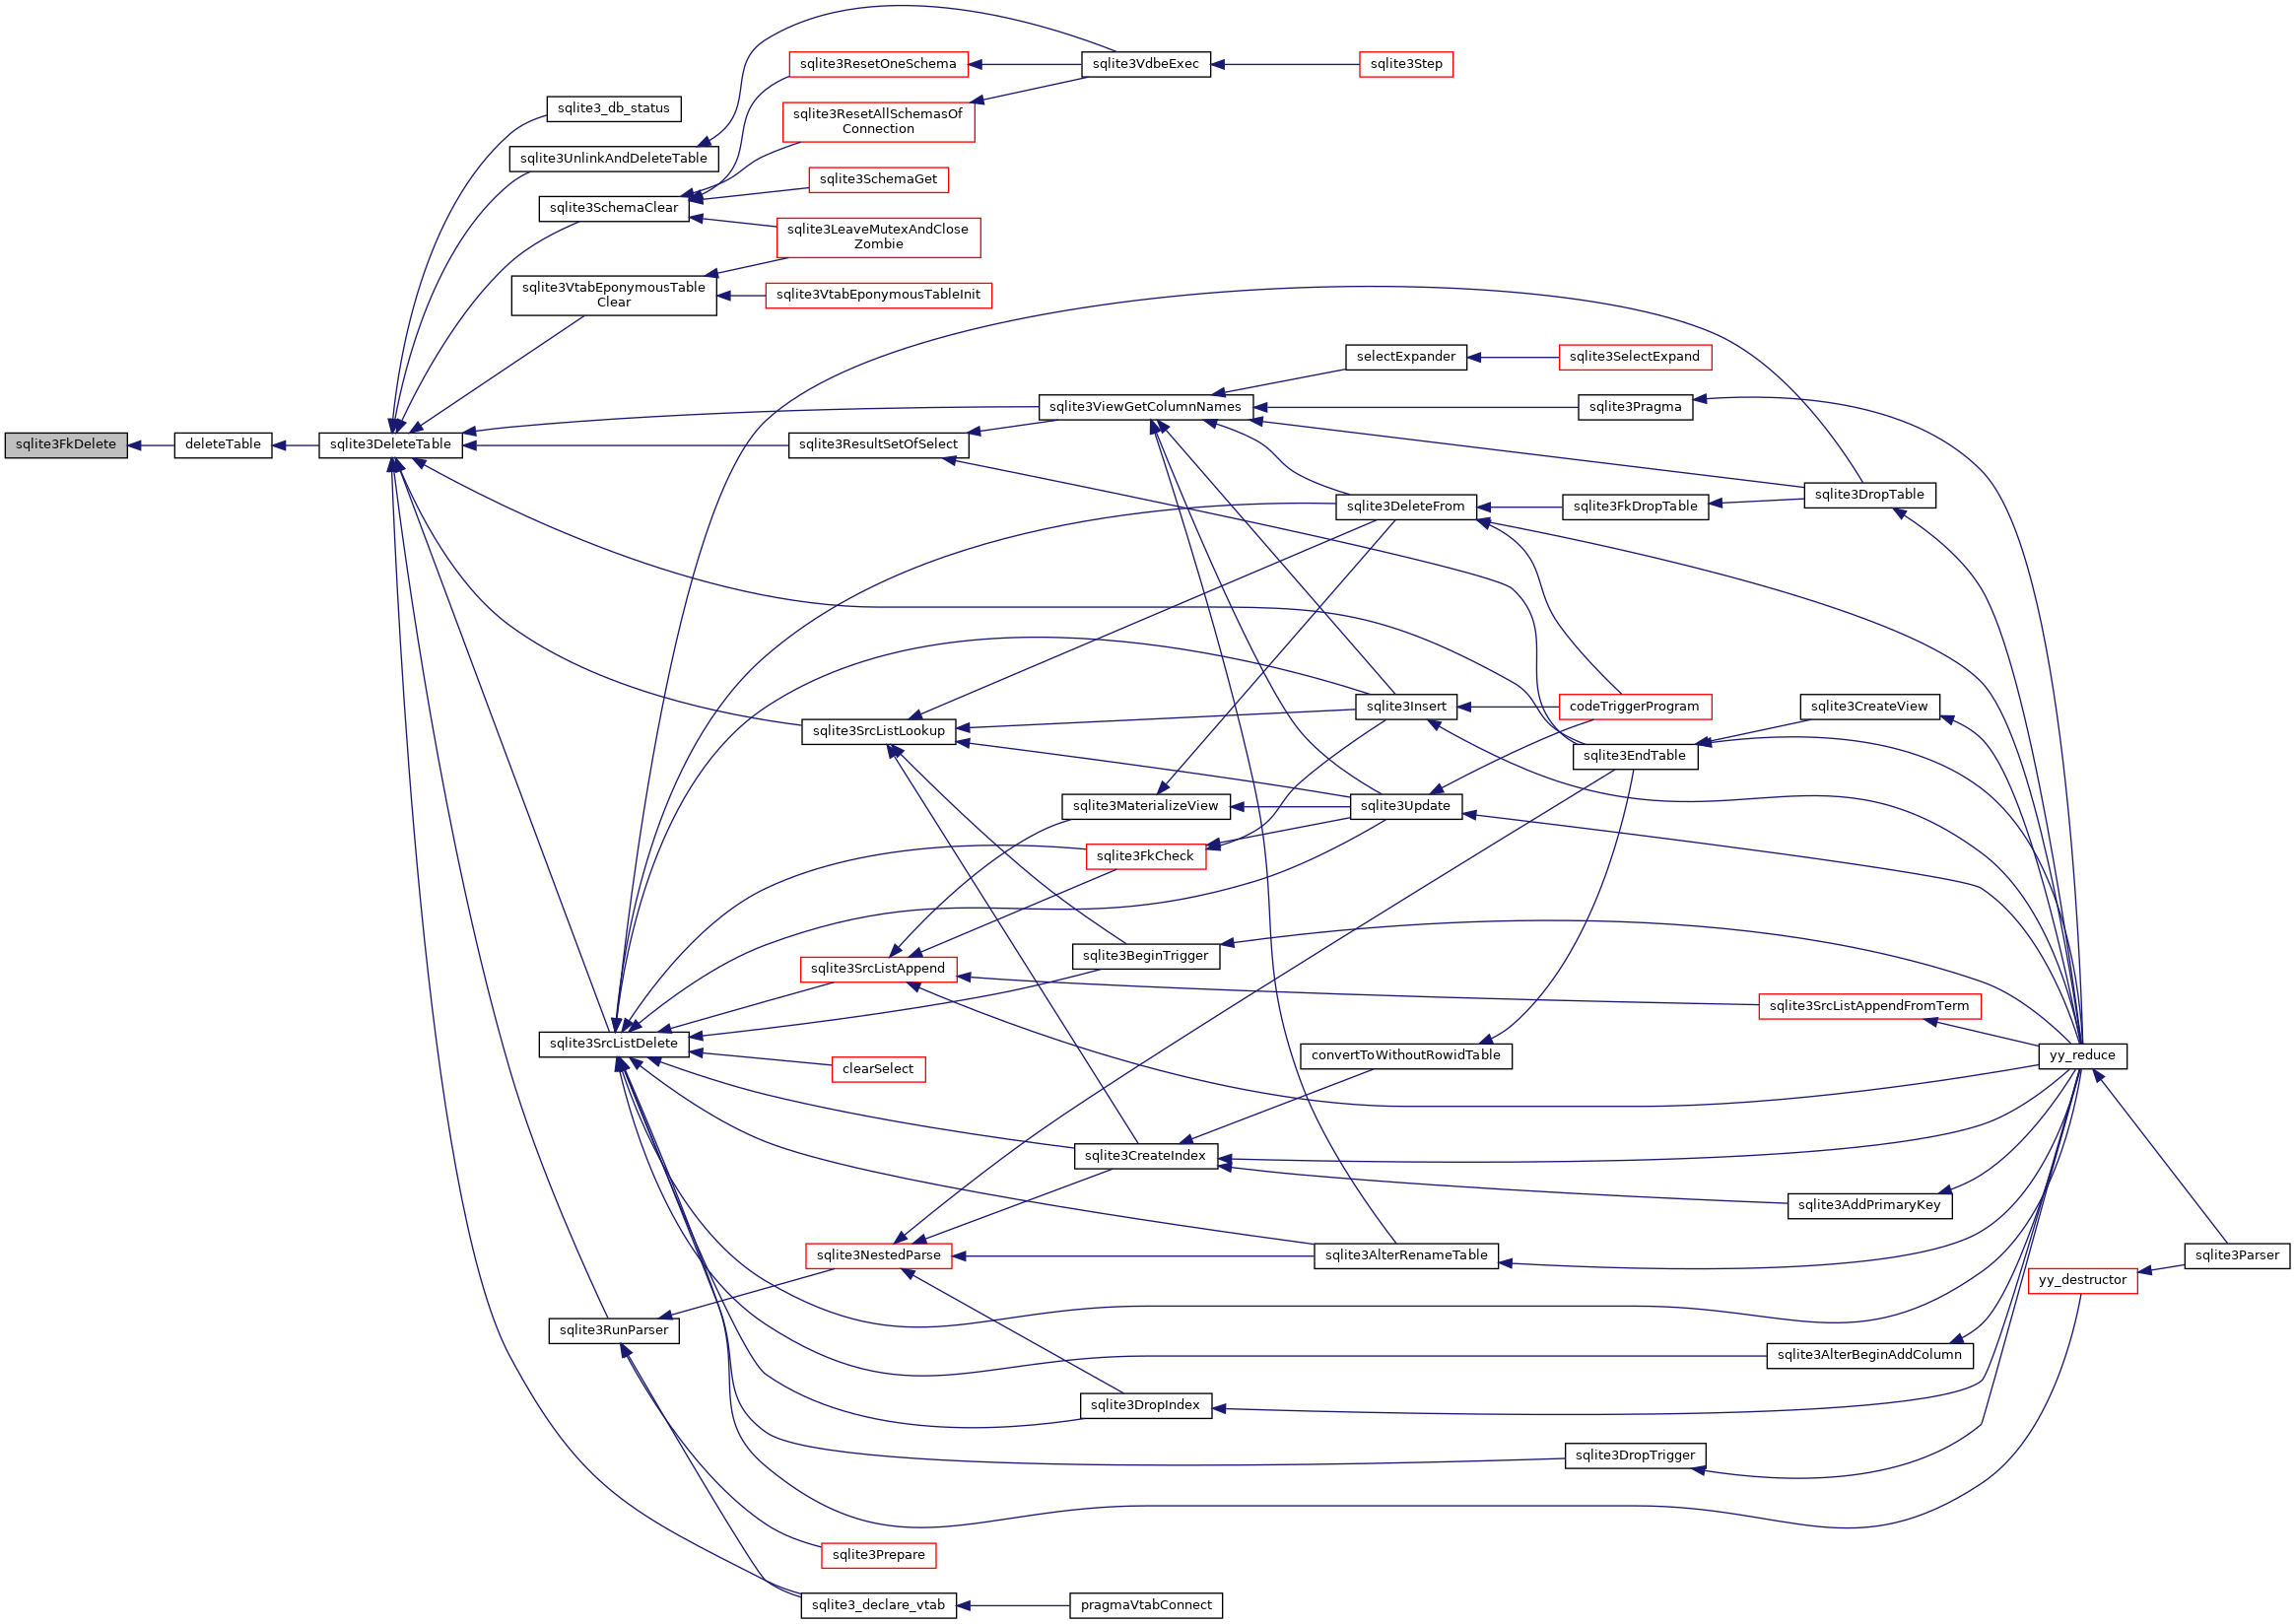 sqlite3FkDelete
deleteTable
sqlite3DeleteTable
sqlite3_db_status
sqlite3UnlinkAndDeleteTable
sqlite3SchemaClear
sqlite3VtabEponymousTable
Clear
sqlite3SrcListDelete
sqlite3RunParser
sqlite3ResetOneSchema
sqlite3ResetAllSchemasOf
Connection
sqlite3SchemaGet
sqlite3LeaveMutexAndClose
Zombie
sqlite3VtabEponymousTableInit
sqlite3ResultSetOfSelect
sqlite3SrcListLookup
sqlite3SrcListAppend
clearSelect
sqlite3NestedParse
sqlite3Prepare
sqlite3_declare_vtab
sqlite3VdbeExec
sqlite3ViewGetColumnNames
sqlite3MaterializeView
sqlite3FkCheck
sqlite3BeginTrigger
sqlite3CreateIndex
sqlite3DropIndex
pragmaVtabConnect
sqlite3Step
selectExpander
sqlite3DeleteFrom
sqlite3Insert
sqlite3Update
convertToWithoutRowidTable
sqlite3AlterRenameTable
sqlite3SelectExpand
sqlite3Pragma
sqlite3FkDropTable
codeTriggerProgram
sqlite3EndTable
sqlite3DropTrigger
sqlite3DropTable
sqlite3CreateView
sqlite3SrcListAppendFromTerm
sqlite3AddPrimaryKey
sqlite3AlterBeginAddColumn
yy_reduce
yy_destructor
sqlite3Parser